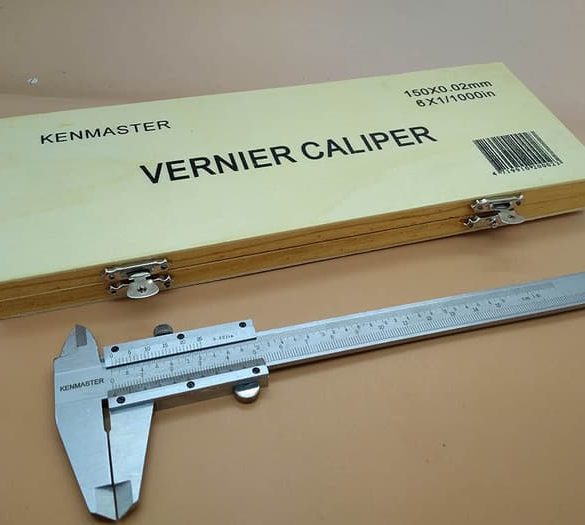 150X0.02mm
6X1/1000in
KENMASTER
VERNIER CALIPER
KENMASTER